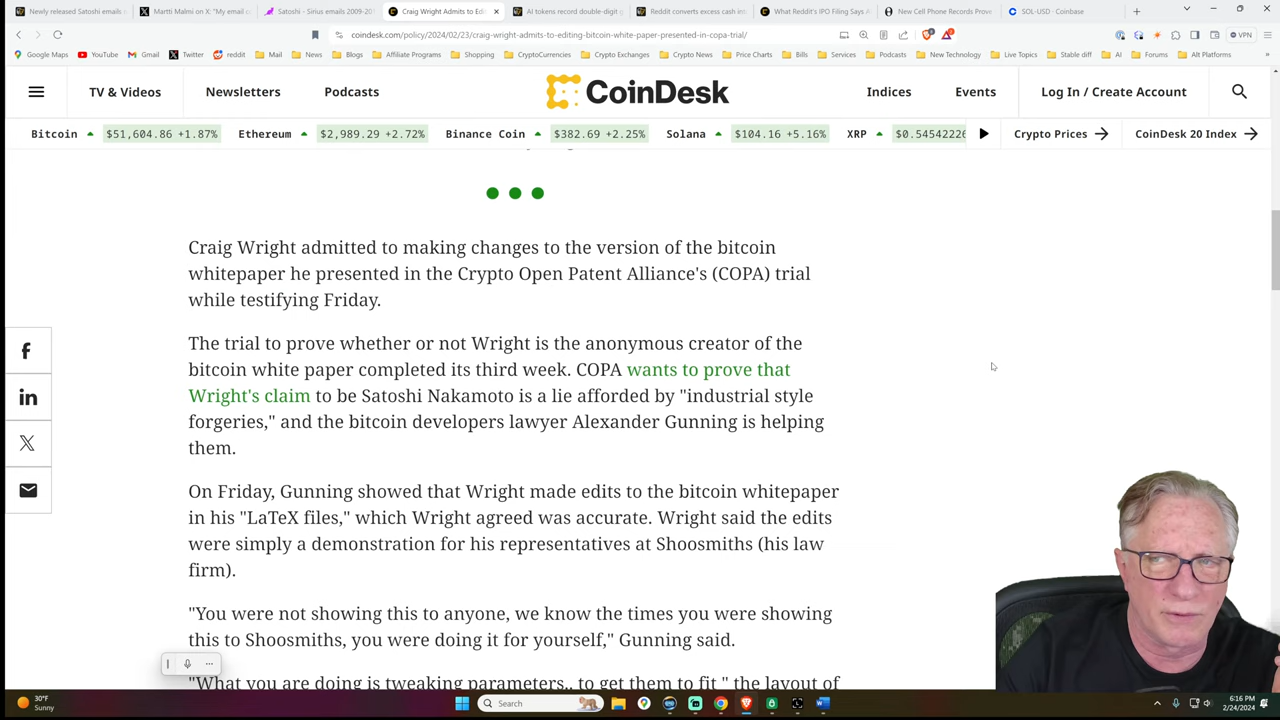 Newly released Satoshi emails s
Martti Malmi on X: "My email c
Satoshi - Sirius emails 2009-201
Craig Wright Admits to Edi
AI tokens record double-digit g
Reddit converts excess cash int
What Reddit's IPO Filing Says A
New Cell Phone Records Prove
SOL-USD - Coinbase
coindesk.com/policy/2024/02/23/craig-wright-admits-to-editing-bitcoin-white-paper-presented-in-copa-trial/
VPN
Google Maps
YouTube
Gmail
Twitter
reddit
Mail
News
Blogs
Affiliate Programs
Shopping
CryptoCurrencies
Crypto Exchanges
Crypto News
Price Charts
Bills
Services
Podcasts
New Technology
Live Topics
Stable diff
AI
Forums
Alt Platforms
TV & Videos
Newsletters
Podcasts
CoinDesk
Indices
Events
Log In / Create Account
Bitcoin $51,604.86 +1.87%
Ethereum $2,989.29 +2.72%
Binance Coin $382.69 +2.25%
Solana $104.16 +5.16%
XRP $0.5454222
Crypto Prices
CoinDesk 20 Index
Craig Wright admitted to making changes to the version of the bitcoin
whitepaper he presented in the Crypto Open Patent Alliance's (COPA) trial
while testifying Friday.
The trial to prove whether or not Wright is the anonymous creator of the
bitcoin white paper completed its third week. COPA wants to prove that
Wright's claim to be Satoshi Nakamoto is a lie afforded by "industrial style
forgeries," and the bitcoin developers lawyer Alexander Gunning is helping
them.
On Friday, Gunning showed that Wright made edits to the bitcoin whitepaper
in his "LaTeX files," which Wright agreed was accurate. Wright said the edits
were simply a demonstration for his representatives at Shoosmiths (his law
firm).
"You were not showing this to anyone, we know the times you were showing
this to Shoosmiths, you were doing it for yourself," Gunning said.
"What you are doing is tweaking parameters.. to get them to fit," the layout of
30°F
Sunny
Search
6:16 PM
2/24/2024